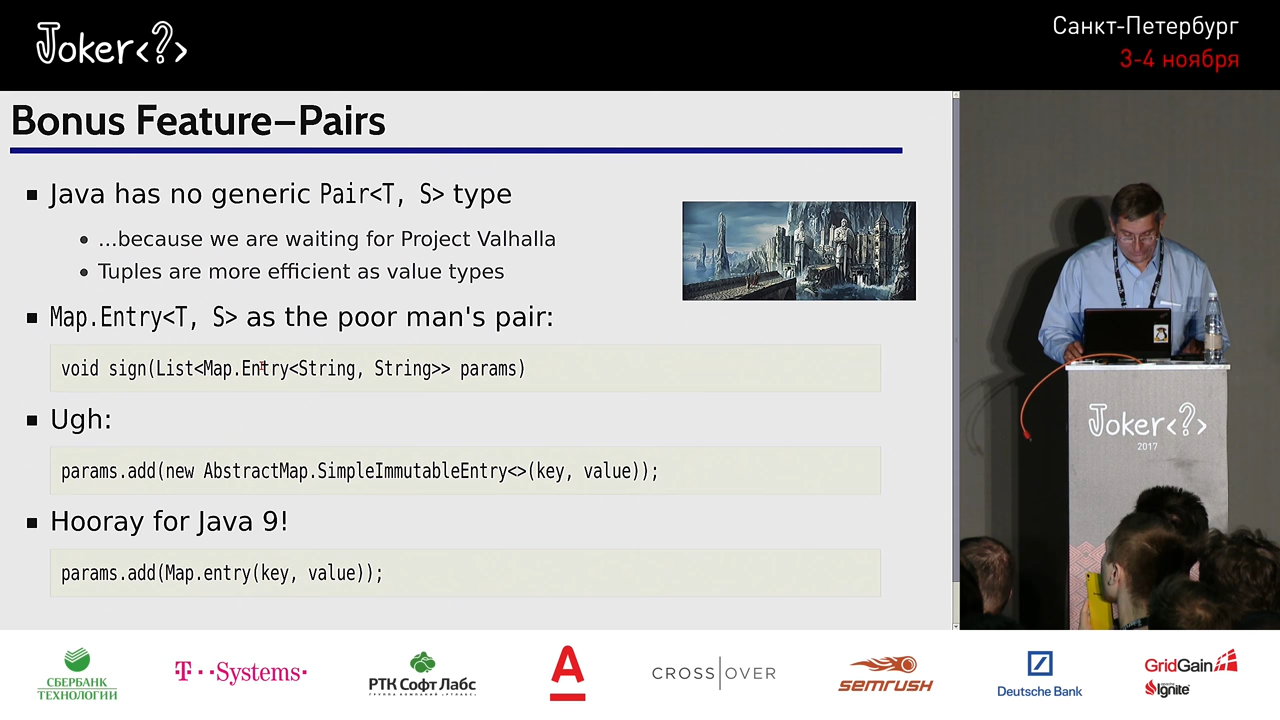 Joker<?>
Санкт-Петербург
3-4 ноября
Bonus Feature–Pairs
Java has no generic Pair<T, S> type
...because we are waiting for Project Valhalla
Tuples are more efficient as value types
Map.Entry<T, S> as the poor man's pair:
void sign(List<Map.Entry<String, String>> params)
Ugh:
params.add(new AbstractMap.SimpleImmutableEntry<>(key, value));
Hooray for Java 9!
params.add(Map.entry(key, value));
Joker<?>
2017
СБЕРБАНК
ТЕХНОЛОГИИ
T··Systems·
РТК Софт Лабс
А
CROSS|OVER
semrush
Deutsche Bank
GridGain
Ignite